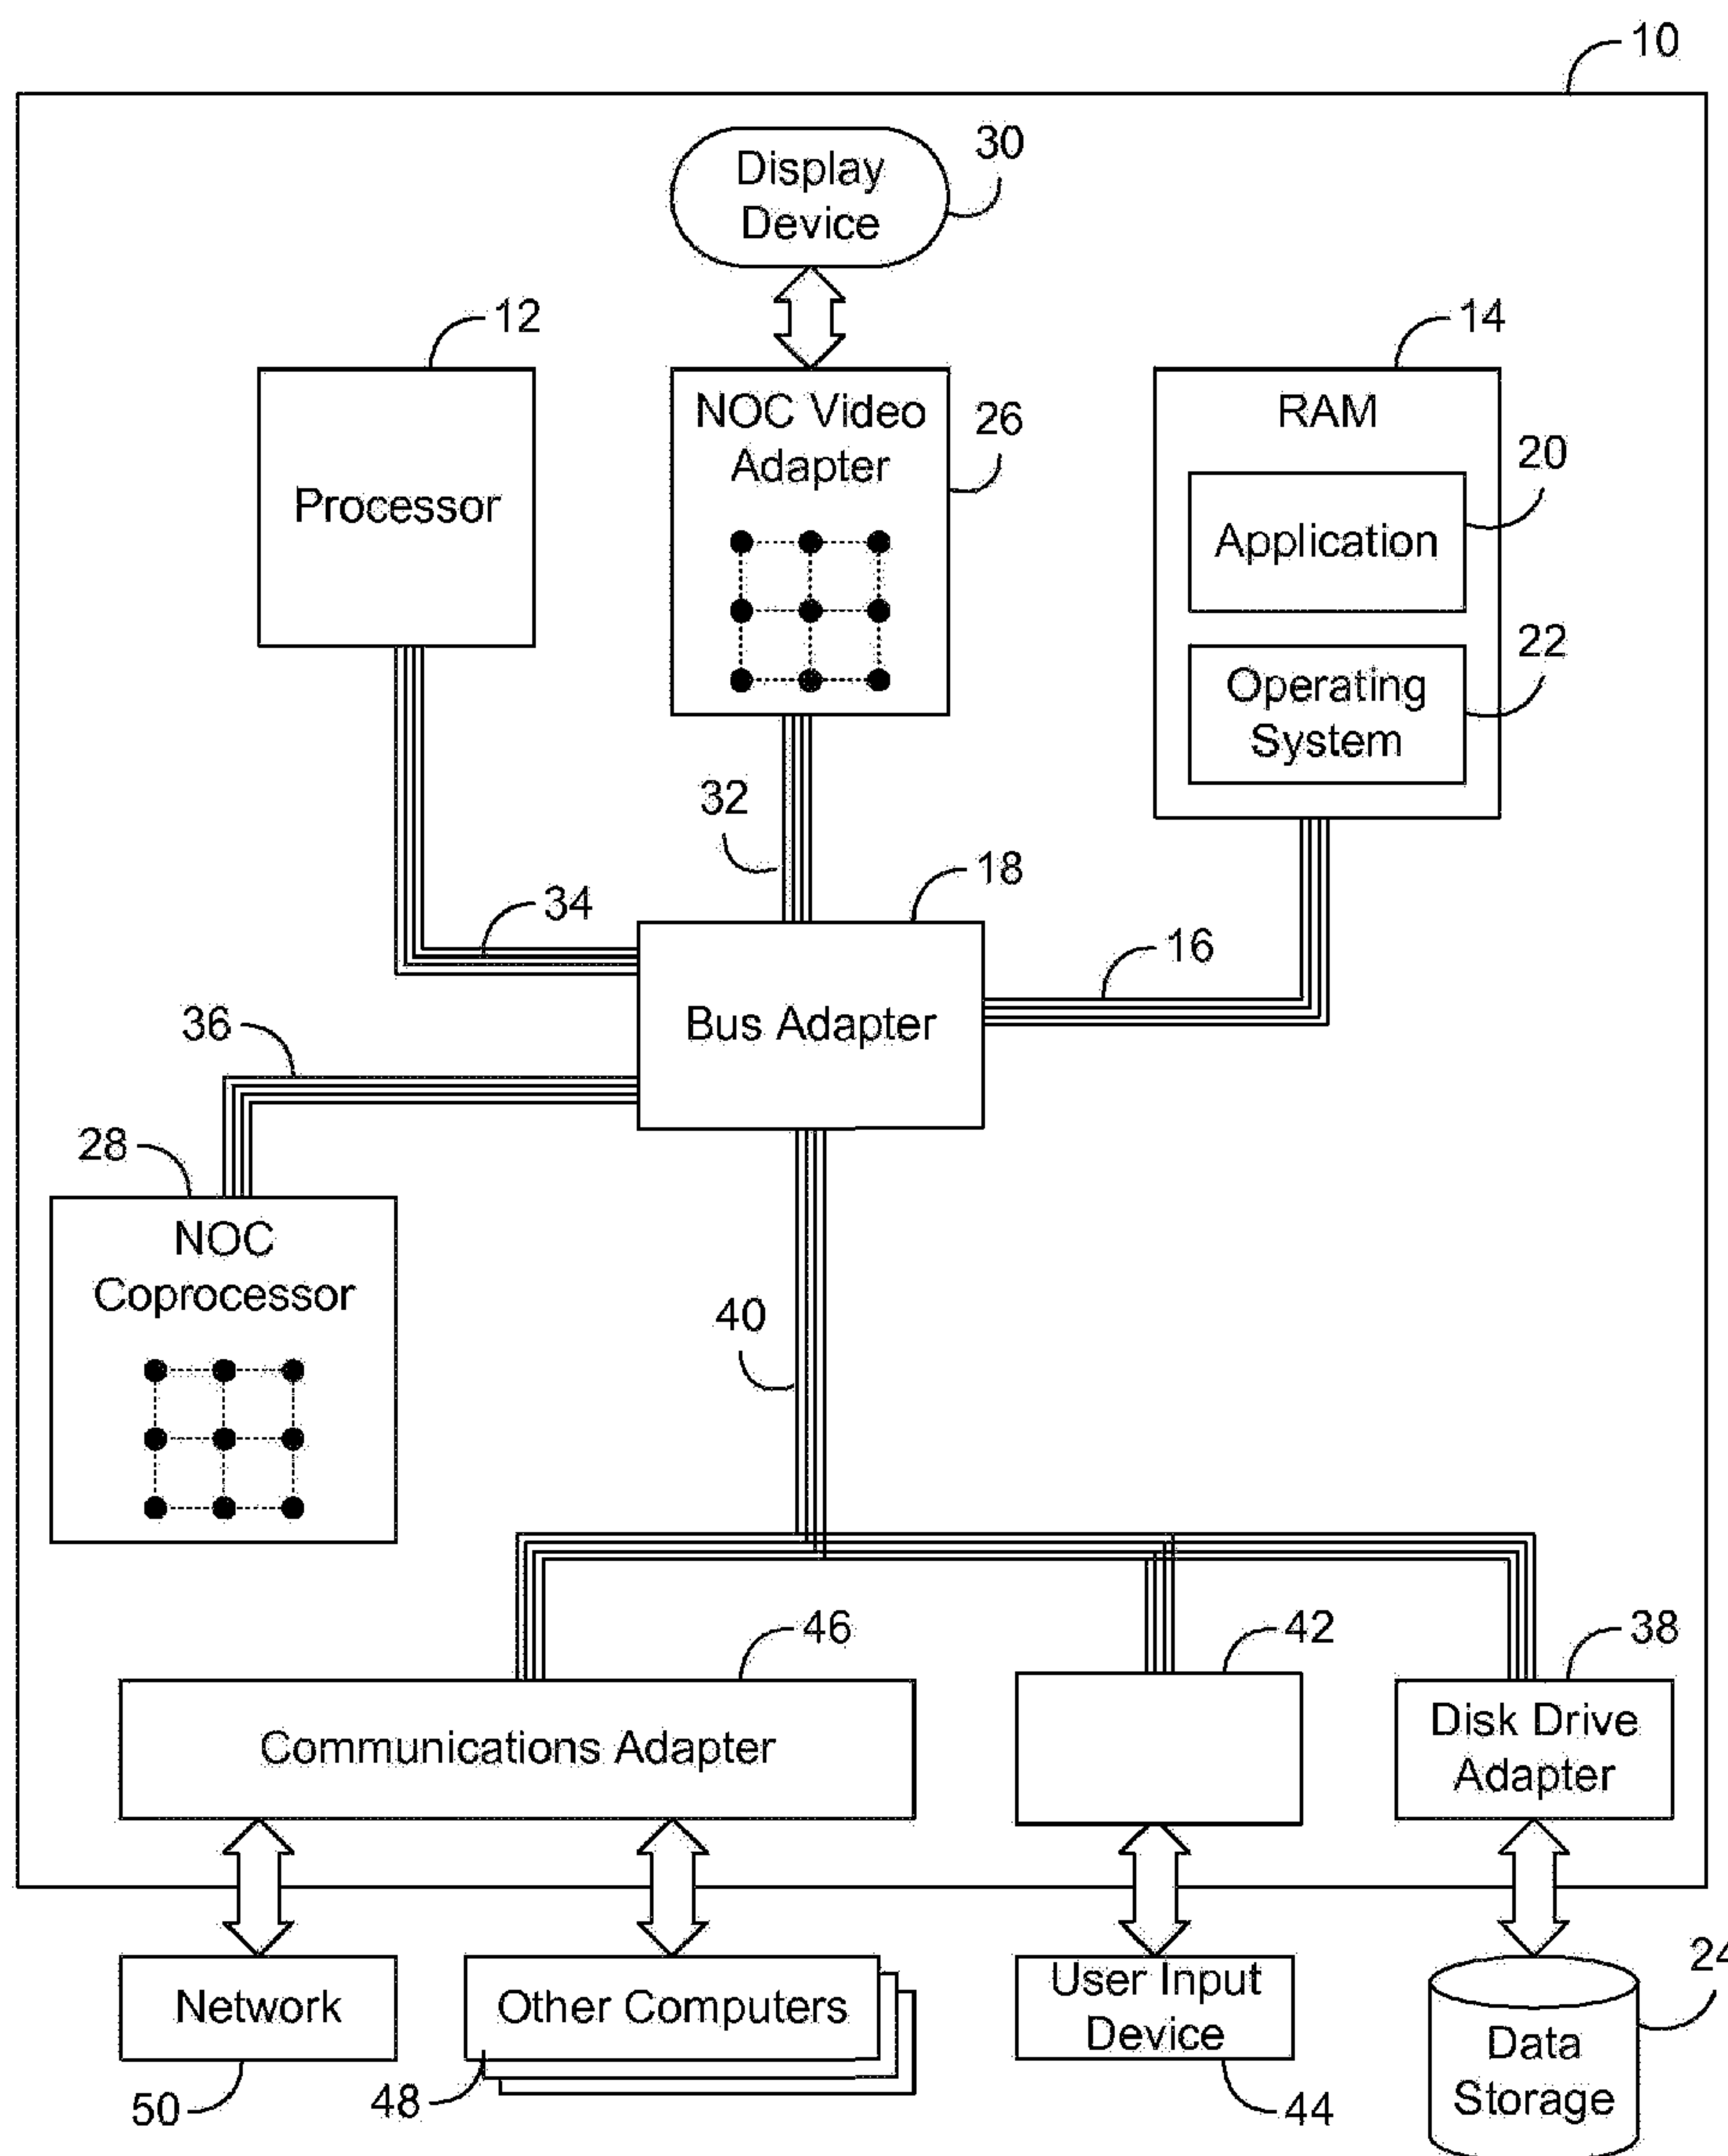 10
Display
Device
30
12
14
NOC Video
Adapter
26
RAM
20
Processor
Application
22
Operating
System
32
18
34
16
36
Bus Adapter
28
NOC
Coprocessor
40
46
42
38
Communications Adapter
Disk Drive
Adapter
24
Network
Other Computers
User Input
Device
Data
Storage
50
48
44